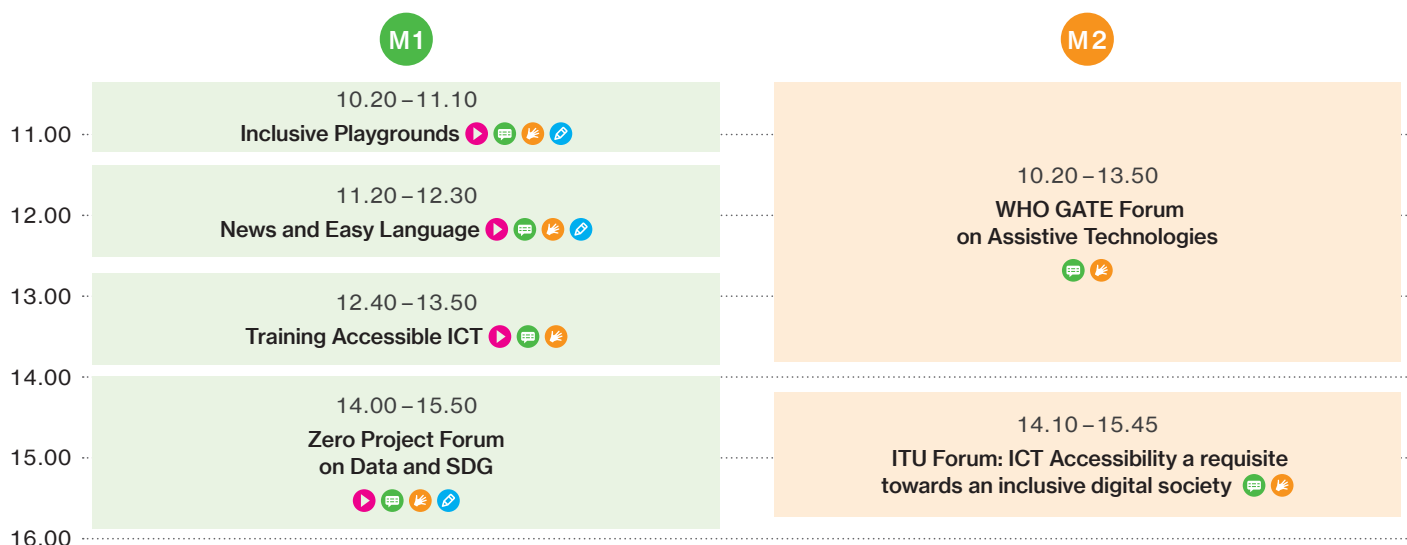 M1
M2
10.20–11.10
Inclusive Playgrounds
11.00
11.20–12.30
News and Easy Language
12.00
10.20–13.50
WHO GATE Forum
on Assistive Technologies
13.00
12.40–13.50
Training Accessible ICT
14.00
14.00–15.50
Zero Project Forum
on Data and SDG
15.00
14.10–15.45
ITU Forum: ICT Accessibility a requisite
towards an inclusive digital society
16.00